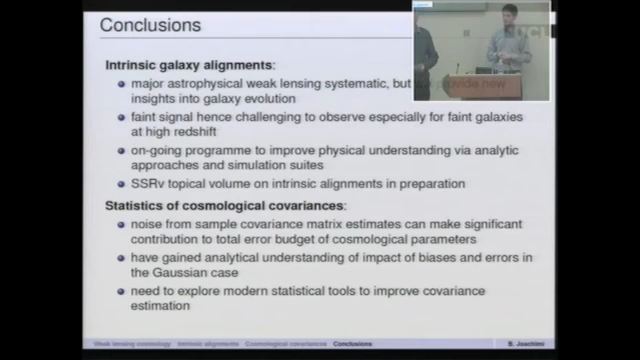 Conclusions
Intrinsic galaxy alignments:
major astrophysical weak lensing systematic, but provide new
insights into galaxy evolution
faint signal hence challenging to observe especially for faint galaxies
at high redshift
on-going programme to improve physical understanding via analytic
approaches and simulation suites
SSRv topical volume on intrinsic alignments in preparation
Statistics of cosmological covariances:
noise from sample covariance matrix estimates can make significant
contribution to total error budget of cosmological parameters
have gained analytical understanding of impact of biases and errors in
the Gaussian case
need to explore modern statistical tools to improve covariance
estimation
Weak lensing cosmology Intrinsic alignments Cosmological covariances Conclusions B. Joachimi